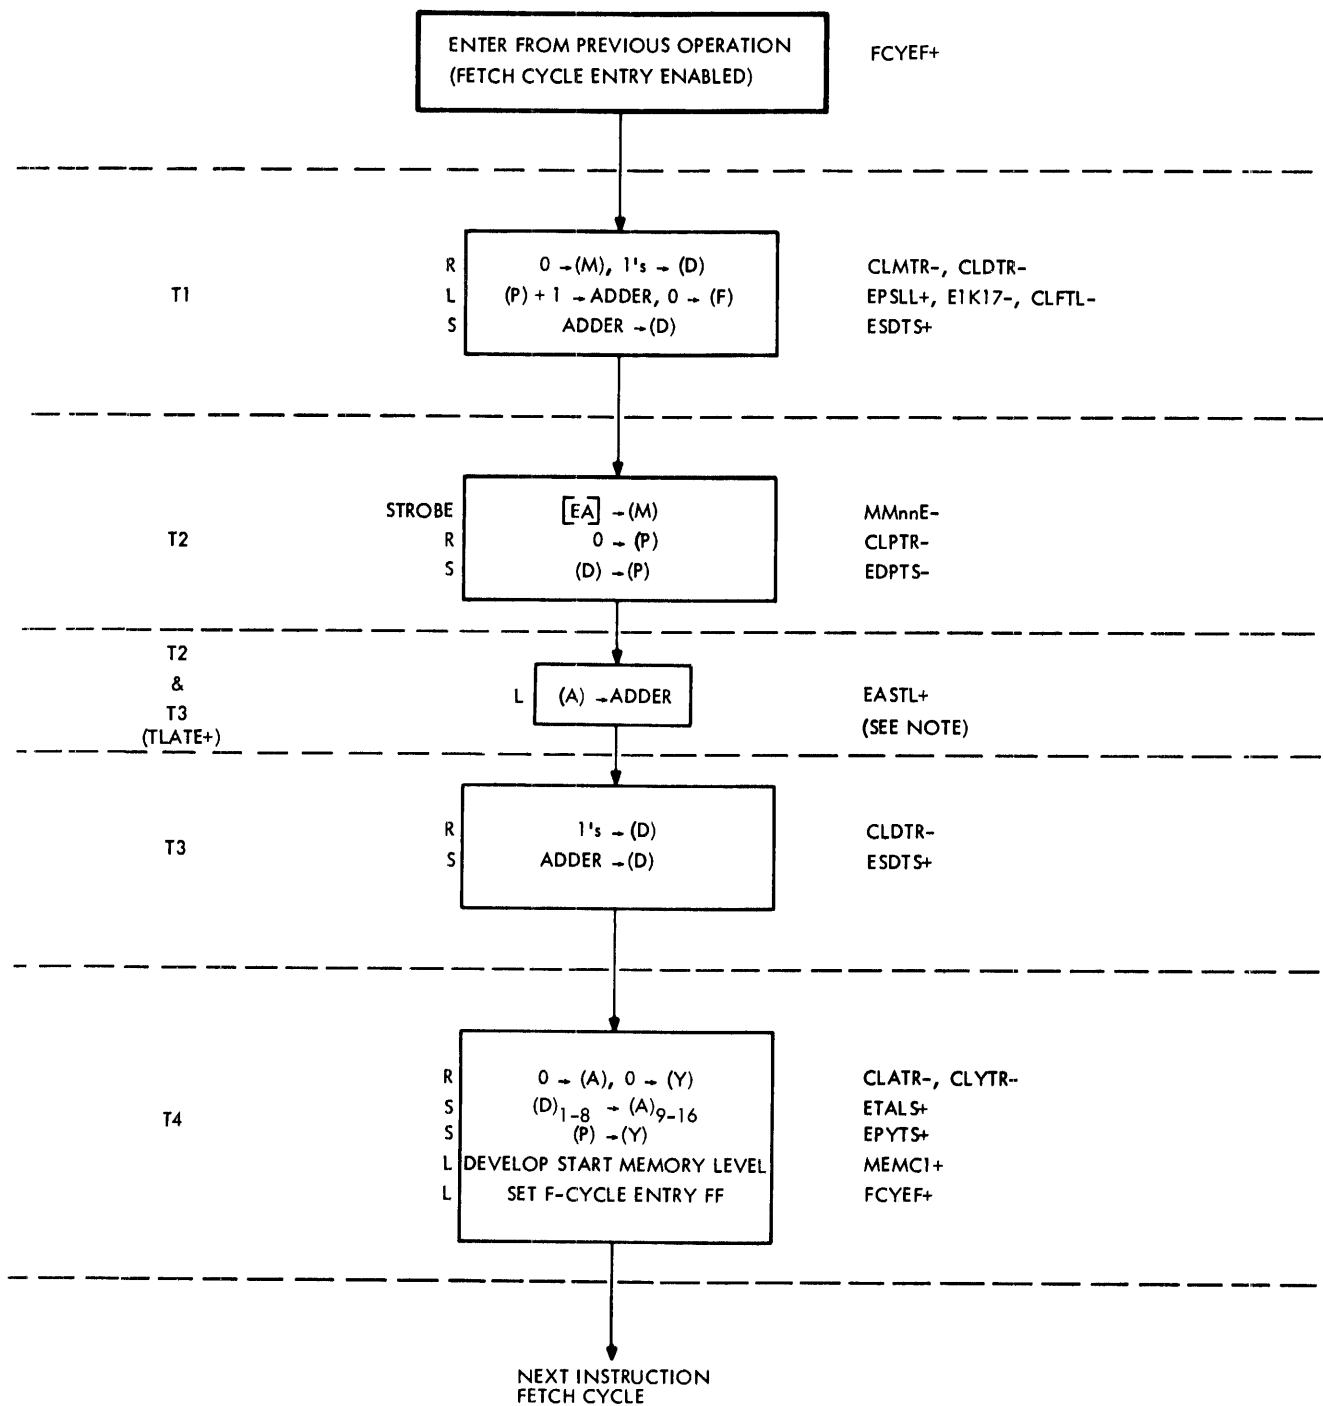 ENTER FROM PREVIOUS OPERATION
(FETCH CYCLE ENTRY ENABLED)
FCYEF+
T1
R 0 → (M), 1's → (D) CLMTR-, CLDTR-
L (P) + 1 → ADDER, 0 → (F) EPSLL+, E1K17-, CLFTL-
S ADDER → (D) ESDTS+
T2
STROBE [EA] → (M) MMnnE-
R 0 → (P) CLPTR-
S (D) → (P) EDPTS-
T2
&
T3
(TLATE+)
L (A) → ADDER EASTL+
(SEE NOTE)
T3
R 1's → (D) CLDTR-
S ADDER → (D) ESDTS+
T4
R 0 → (A), 0 → (Y) CLATR-, CLYTR-
S (D)1-8 → (A)9-16 ETALS+
S (P) → (Y) EPYTS+
L DEVELOP START MEMORY LEVEL MEMC1+
L SET F-CYCLE ENTRY FF FCYEF+
NEXT INSTRUCTION
FETCH CYCLE